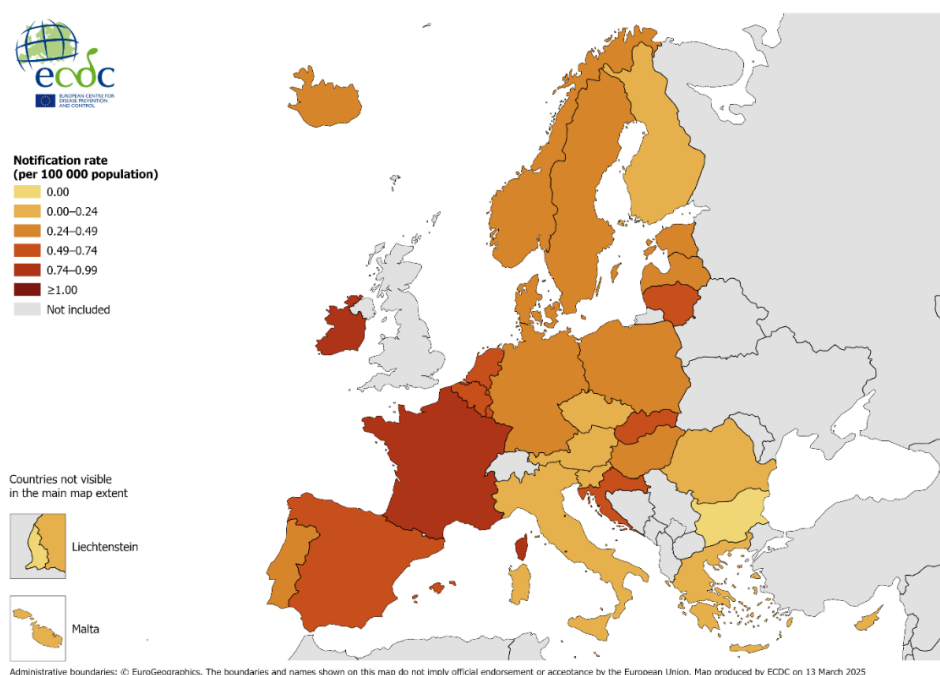 ecdc
EUROPEAN CENTRE FOR
DISEASE PREVENTION
AND CONTROL
Notification rate
(per 100 000 population)
0.00
0.00–0.24
0.24–0.49
0.49–0.74
0.74–0.99
≥1.00
Not included
Countries not visible
in the main map extent
Liechtenstein
Malta
Administrative boundaries: © EuroGeographics. The boundaries and names shown on this map do not imply official endorsement or acceptance by the European Union. Map produced by ECDC on 13 March 2025